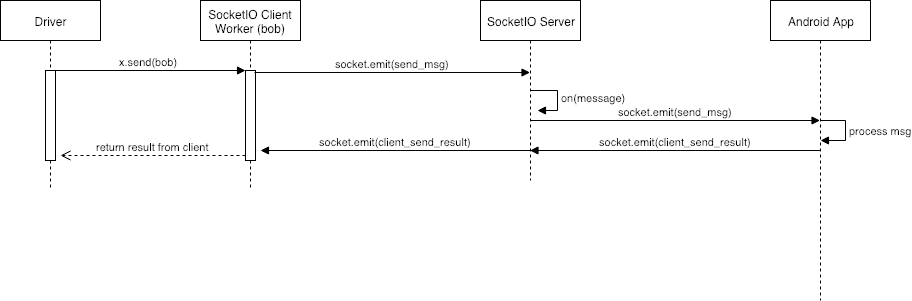 Driver
SocketIO Client
Worker (bob)
SocketIO Server
Android App
x.send(bob)
socket.emit(send_msg)
on(message)
socket.emit(send_msg)
process msg
return result from client
socket.emit(client_send_result)
socket.emit(client_send_result)